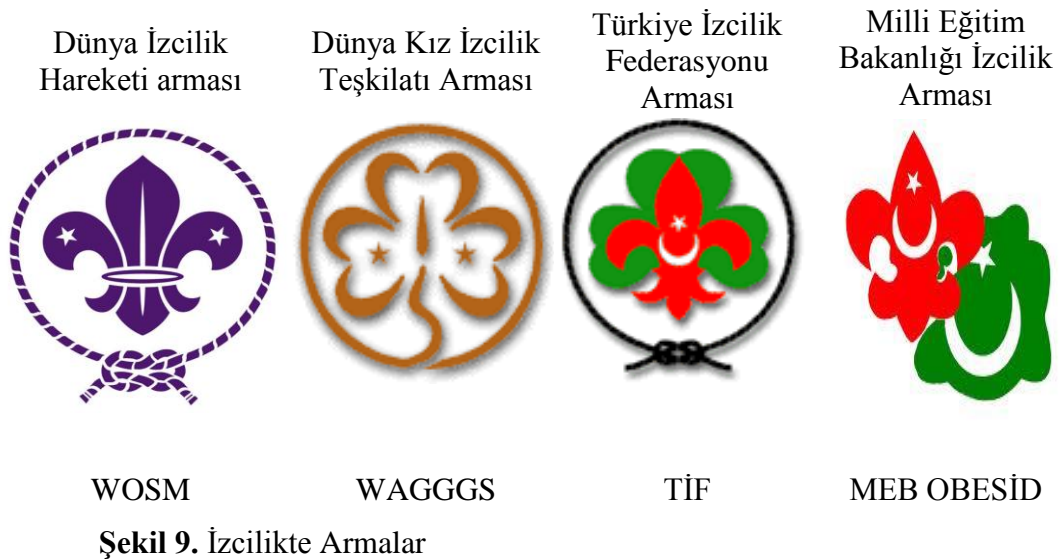 Dünya İzcilik
Hareketi arması
Dünya Kız İzcilik
Teşkilatı Arması
Türkiye İzcilik
Federasyonu
Arması
Milli Eğitim
Bakanlığı İzcilik
Arması
WOSM
WAGGGS
TİF
MEB OBESİD
Şekil 9. İzcilikte Armalar